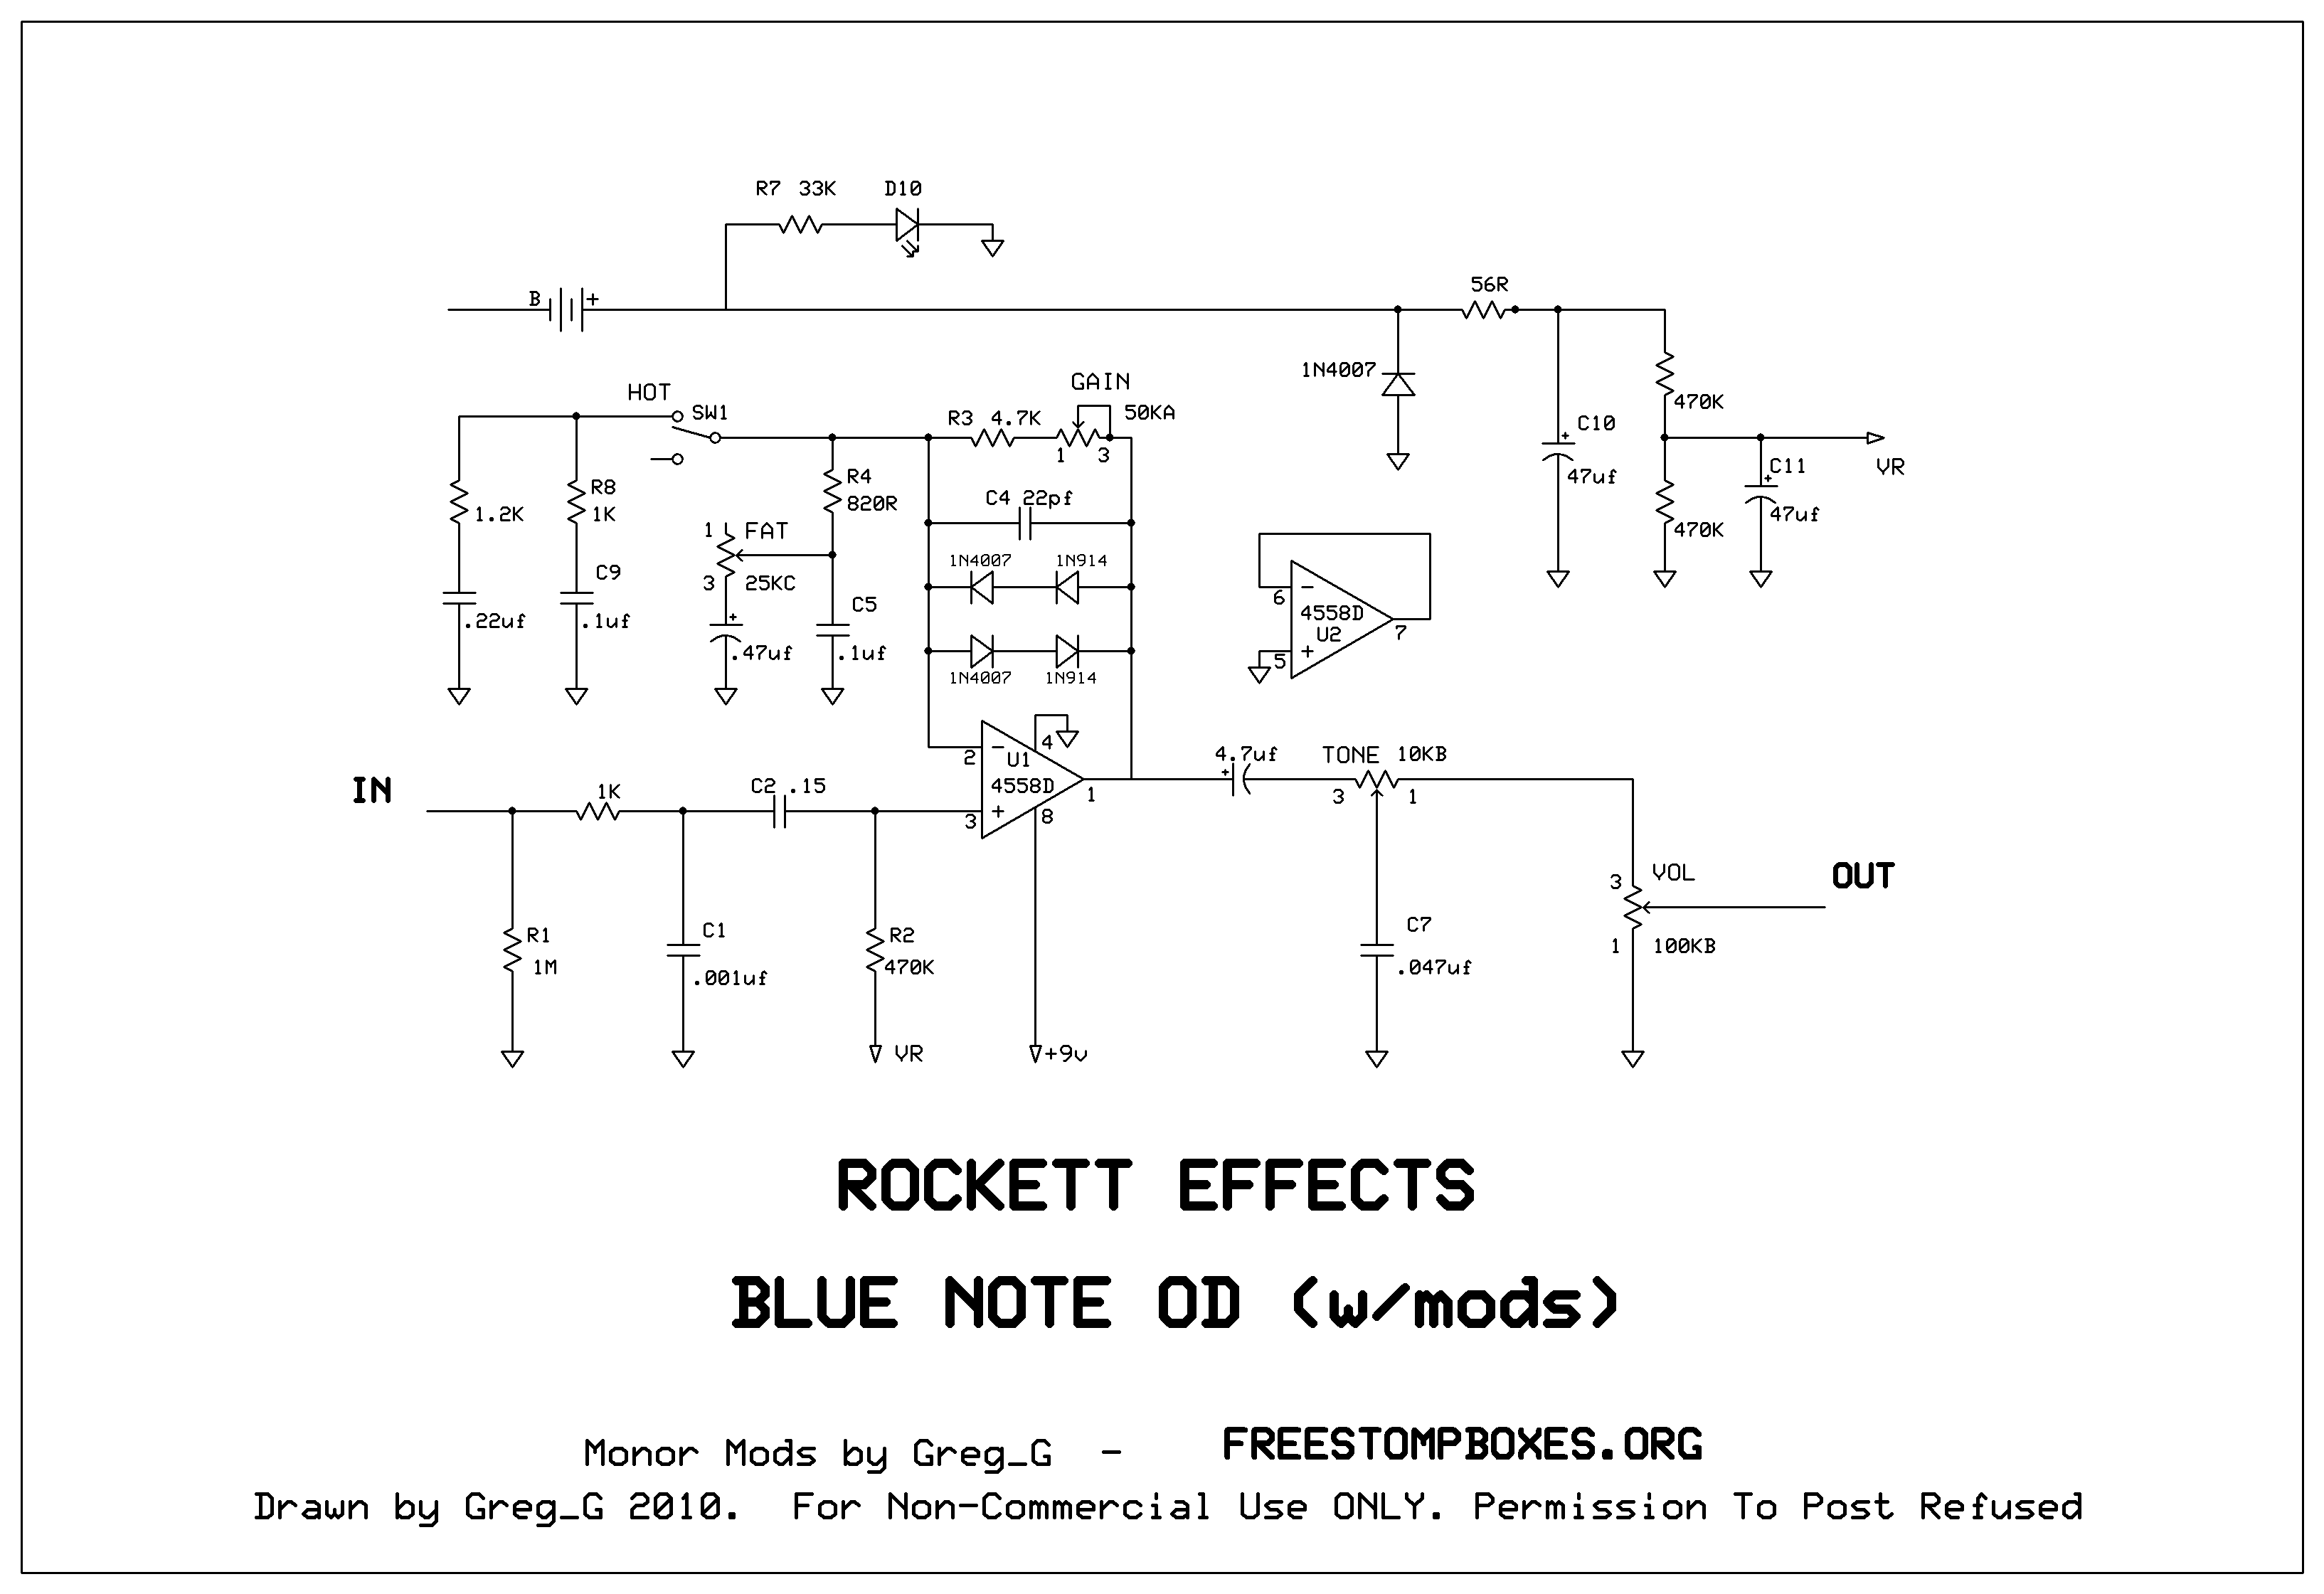 R7 33K D10
B +
56R
1N4007
470K
C10
+
47uf
VR
C11
+
47uf
470K
HOT
SW1
R3 4.7K
GAIN
50KA
1 3
1.2K
R8
1K
R4
820R
C4 22pf
1 FAT
3 25KC
C9
.22uf
.1uf
+
.47uf
C5
.1uf
1N4007 1N914
1N4007 1N914
6 -
4558D
U2
7
5 +
2 -
U1
4
4558D
1
3 +
8
IN
1K
C2 .15
4.7uf
+
TONE 10KB
3 1
VOL
3
OUT
1 100KB
R1
1M
C1
.001uf
R2
470K
C7
.047uf
VR
+9v
ROCKETT EFFECTS
BLUE NOTE OD (w/mods)
Monor Mods by Greg_G - FREESTOMPBOXES.ORG
Drawn by Greg_G 2010. For Non-Commercial Use ONLY. Permission To Post Refused